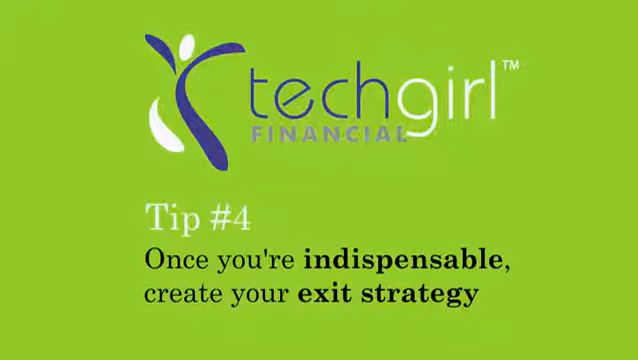 techgirl™
FINANCIAL
Tip #4
Once you're indispensable,
create your exit strategy